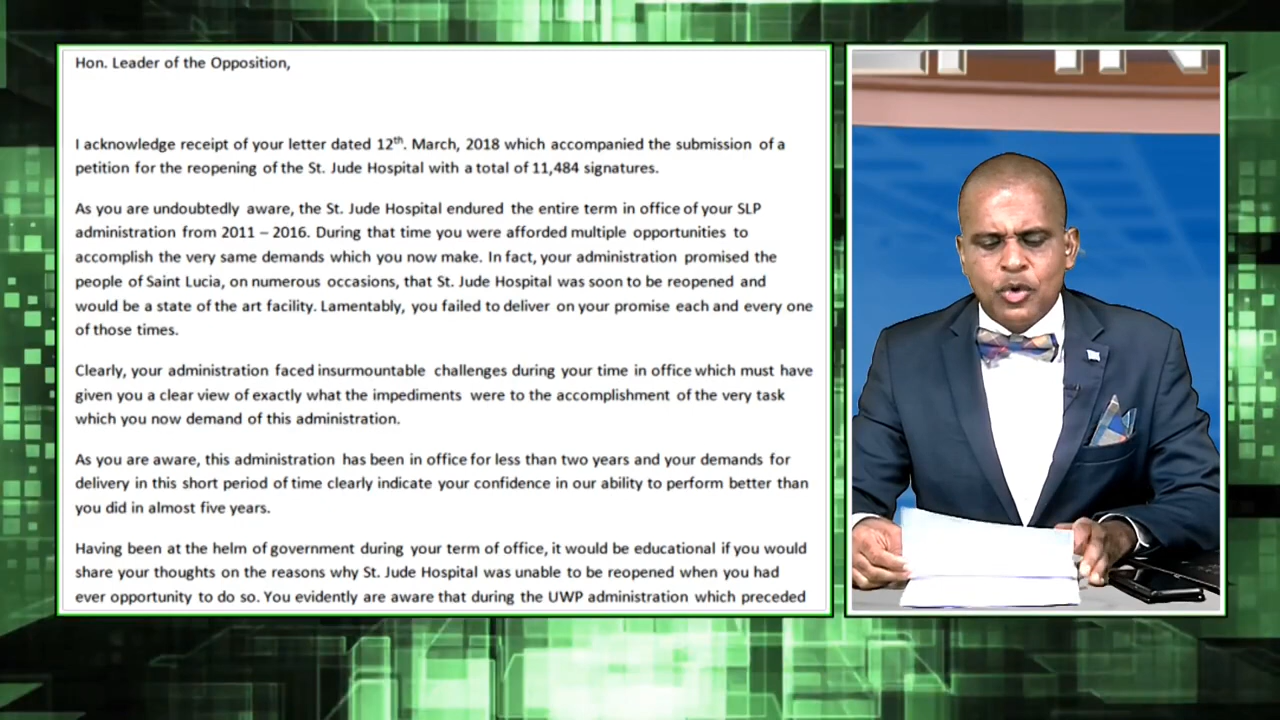 Hon. Leader of the Opposition,
I acknowledge receipt of your letter dated 12th. March, 2018 which accompanied the submission of a
petition for the reopening of the St. Jude Hospital with a total of 11,484 signatures.
As you are undoubtedly aware, the St. Jude Hospital endured the entire term in office of your SLP
administration from 2011 – 2016. During that time you were afforded multiple opportunities to
accomplish the very same demands which you now make. In fact, your administration promised the
people of Saint Lucia, on numerous occasions, that St. Jude Hospital was soon to be reopened and
would be a state of the art facility. Lamentably, you failed to deliver on your promise each and every one
of those times.
Clearly, your administration faced insurmountable challenges during your time in office which must have
given you a clear view of exactly what the impediments were to the accomplishment of the very task
which you now demand of this administration.
As you are aware, this administration has been in office for less than two years and your demands for
delivery in this short period of time clearly indicate your confidence in our ability to perform better than
you did in almost five years.
Having been at the helm of government during your term of office, it would be educational if you would
share your thoughts on the reasons why St. Jude Hospital was unable to be reopened when you had
ever opportunity to do so. You evidently are aware that during the UWP administration which preceded